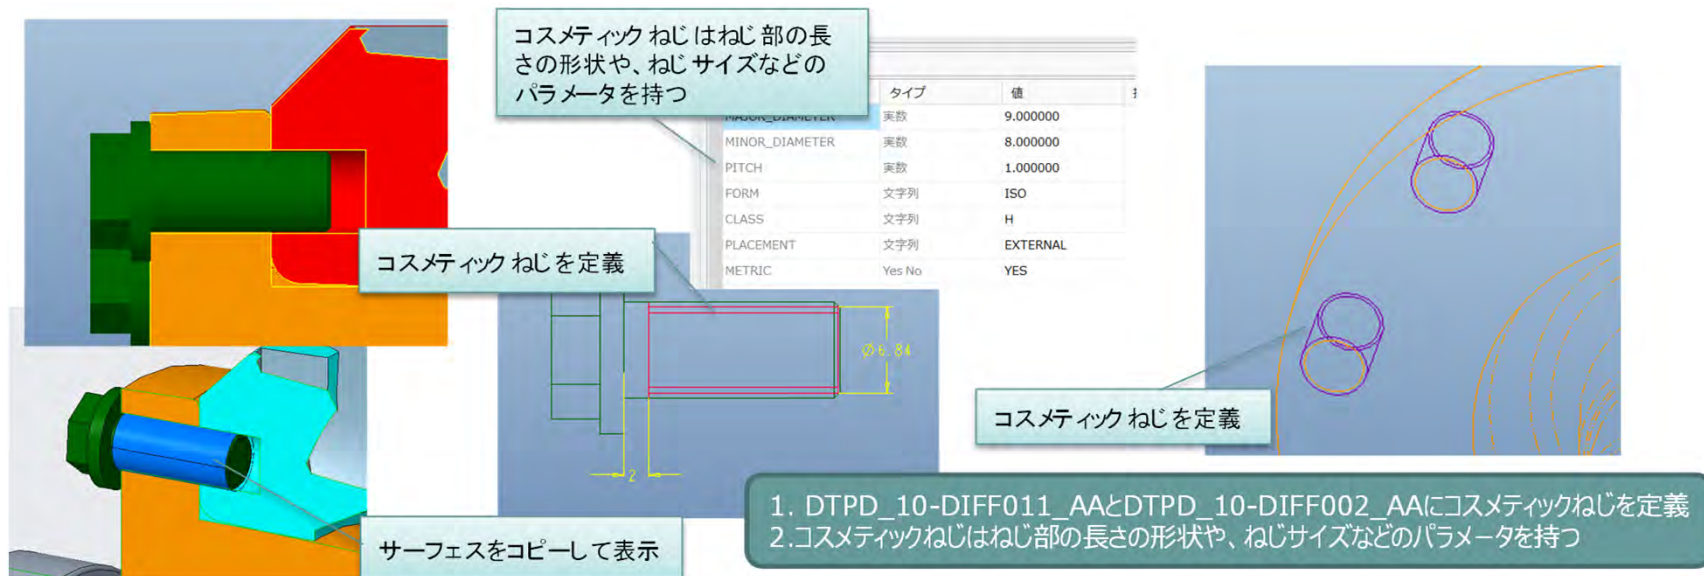 コスメティックねじはねじ部の長
さの形状や、ねじサイズなどの
パラメータを持つ
タイプ 値
MAJOR_DIAMETER 実数 9.000000
MINOR_DIAMETER 実数 8.000000
PITCH 実数 1.000000
FORM 文字列 ISO
CLASS 文字列 H
PLACEMENT 文字列 EXTERNAL
METRIC Yes No YES
コスメティックねじを定義
Ø6.84
2
コスメティックねじを定義
サーフェスをコピーして表示
1. DTPD_10-DIFF011_AAとDTPD_10-DIFF002_AAにコスメティックねじを定義
2.コスメティックねじはねじ部の長さの形状や、ねじサイズなどのパラメータを持つ